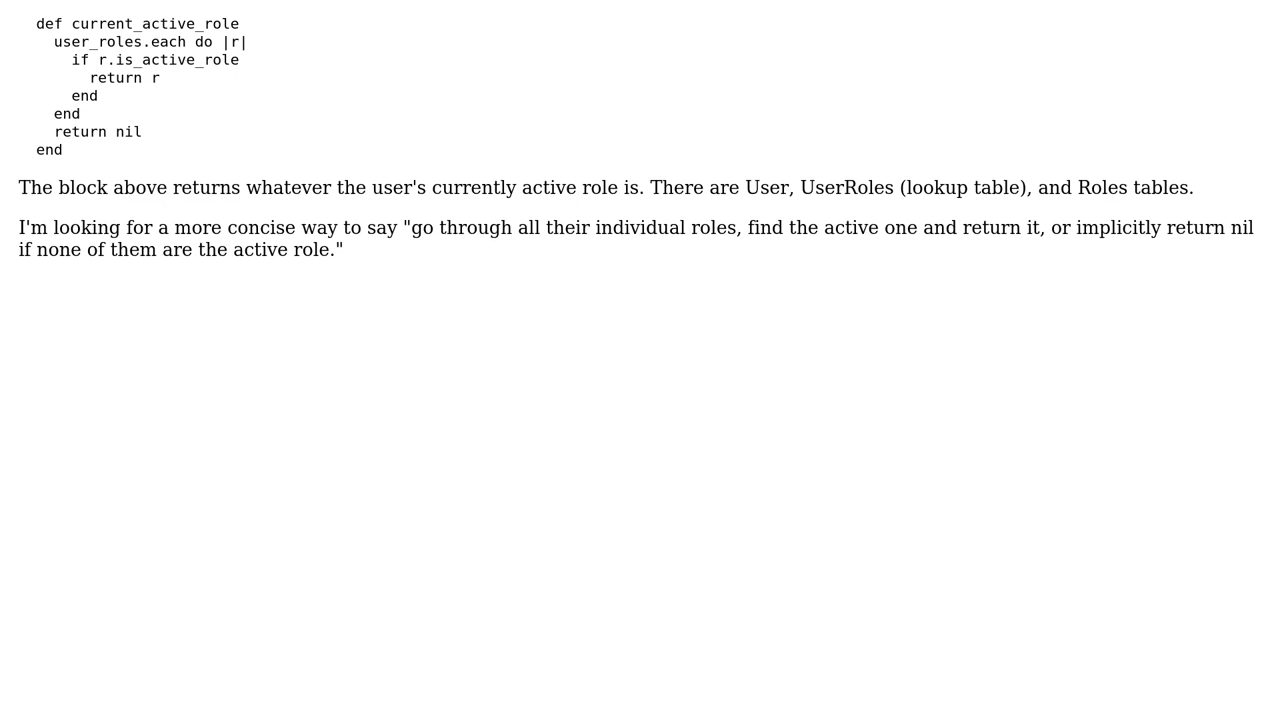 def current_active_role
  user_roles.each do |r|
    if r.is_active_role
      return r
    end
  end
  return nil
end
The block above returns whatever the user's currently active role is. There are User, UserRoles (lookup table), and Roles tables.
I'm looking for a more concise way to say "go through all their individual roles, find the active one and return it, or implicitly return nil
if none of them are the active role."